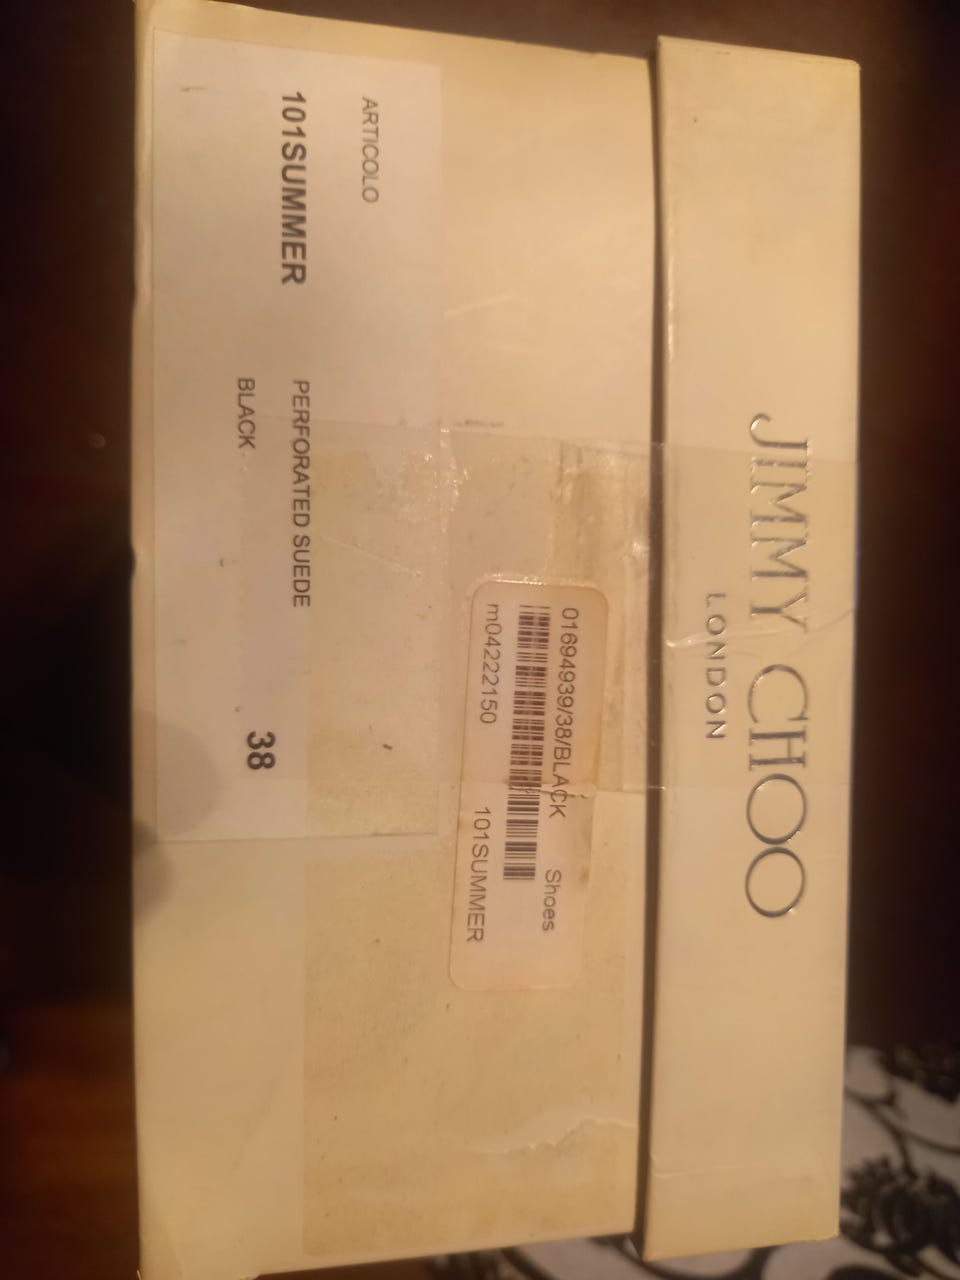 JIMMY CHOO
LONDON
01694939/38/BLACK Shoes
m04222150 101SUMMER
ARTICOLO
101SUMMER PERFORATED SUEDE
BLACK 38